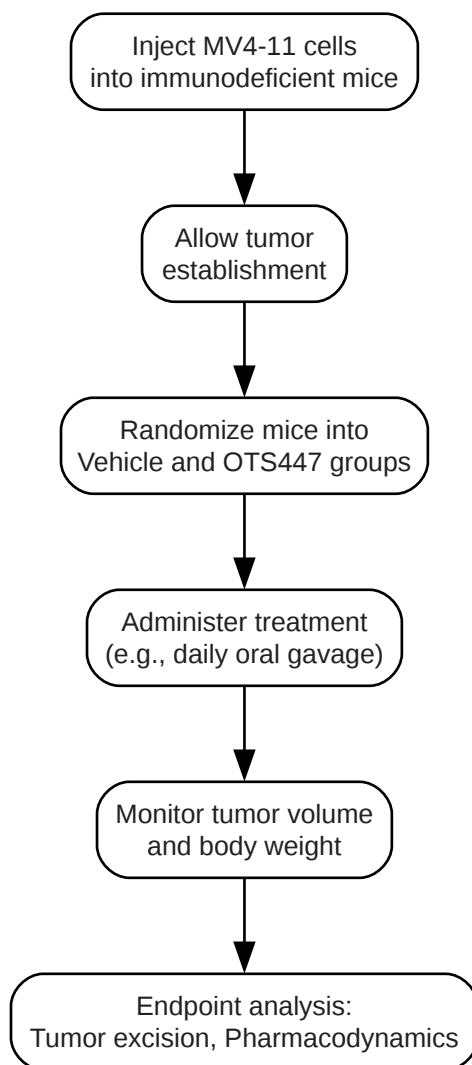 Inject MV4-11 cells
into immunodeficient mice
Allow tumor
establishment
Randomize mice into
Vehicle and OTS447 groups
Administer treatment
(e.g., daily oral gavage)
Monitor tumor volume
and body weight
Endpoint analysis:
Tumor excision, Pharmacodynamics